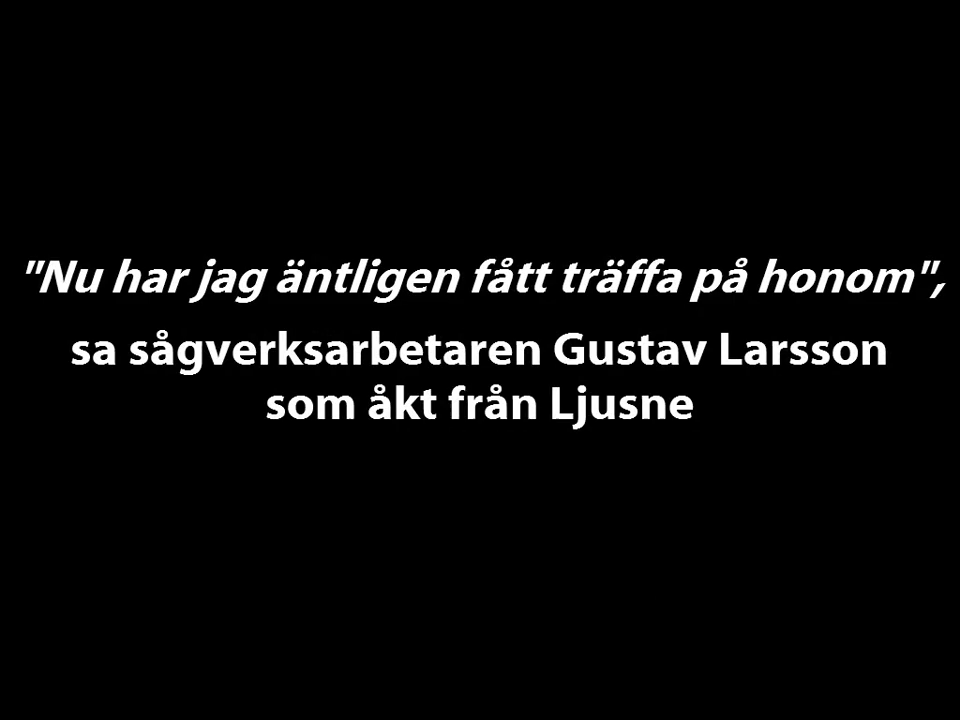 "Nu har jag äntligen fått träffa på honom",
sa sågverksarbetaren Gustav Larsson
som åkt från Ljusne